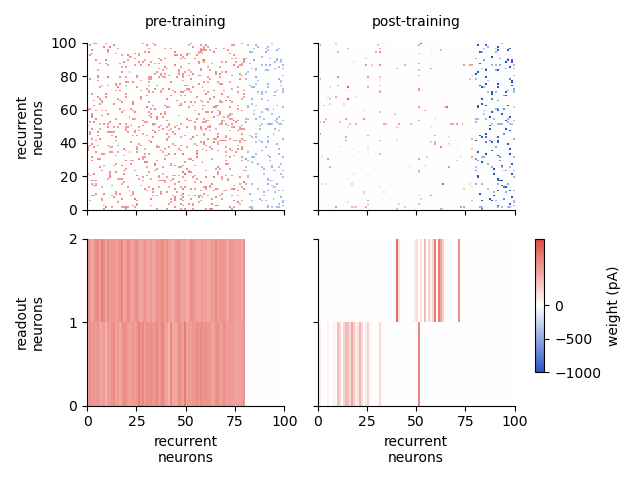 pre-training
post-training
recurrent
neurons
100
80
60
40
20
0
readout
neurons
2
1
0
0 25 50 75 100
0 25 50 75 100
recurrent
neurons
recurrent
neurons
0
−500
−1000
weight (pA)